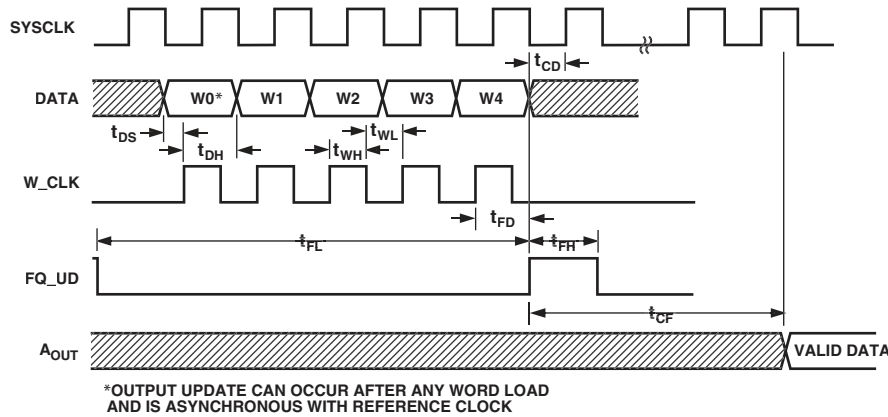 SYSCLK
tCD
DATA
W0*
W1
W2
W3
W4
tDS
tDH
tWH
tWL
W_CLK
tFD
tFL
tFH
FQ_UD
tCF
AOUT
VALID DATA
*OUTPUT UPDATE CAN OCCUR AFTER ANY WORD LOAD
AND IS ASYNCHRONOUS WITH REFERENCE CLOCK